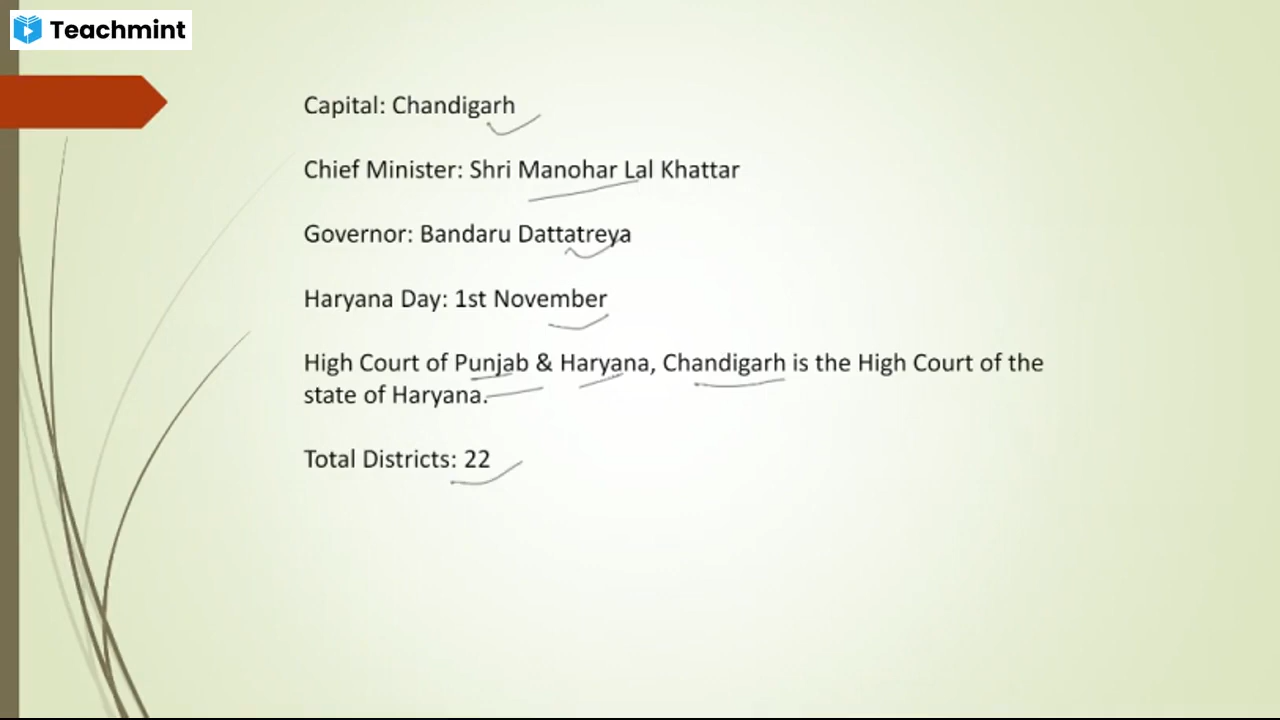 Teachmint
Capital: Chandigarh
Chief Minister: Shri Manohar Lal Khattar
Governor: Bandaru Dattatreya
Haryana Day: 1st November
High Court of Punjab & Haryana, Chandigarh is the High Court of the
state of Haryana.
Total Districts: 22